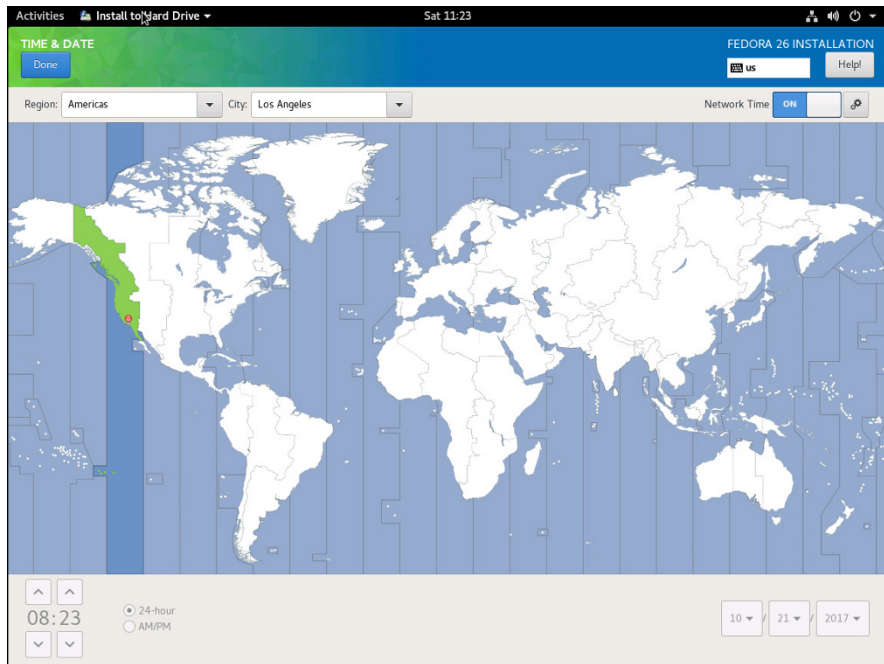 Activities Install to Hard Drive Sat 11:23
TIME & DATE FEDORA 26 INSTALLATION
Done us Help!
Region: Americas City: Los Angeles Network Time ON
08:23 24-hour AM/PM 10 / 21 / 2017